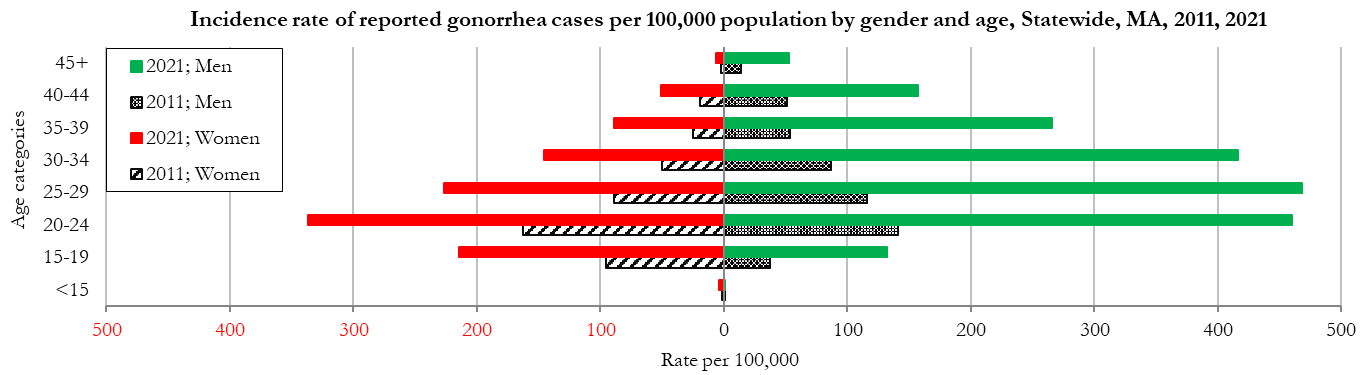 Incidence rate of reported gonorrhea cases per 100,000 population by gender and age, Statewide, MA, 2011, 2021
Age categories
45+
40-44
35-39
30-34
25-29
20-24
15-19
<15
2021; Men
2011; Men
2021; Women
2011; Women
500 400 300 200 100 0 100 200 300 400 500
Rate per 100,000